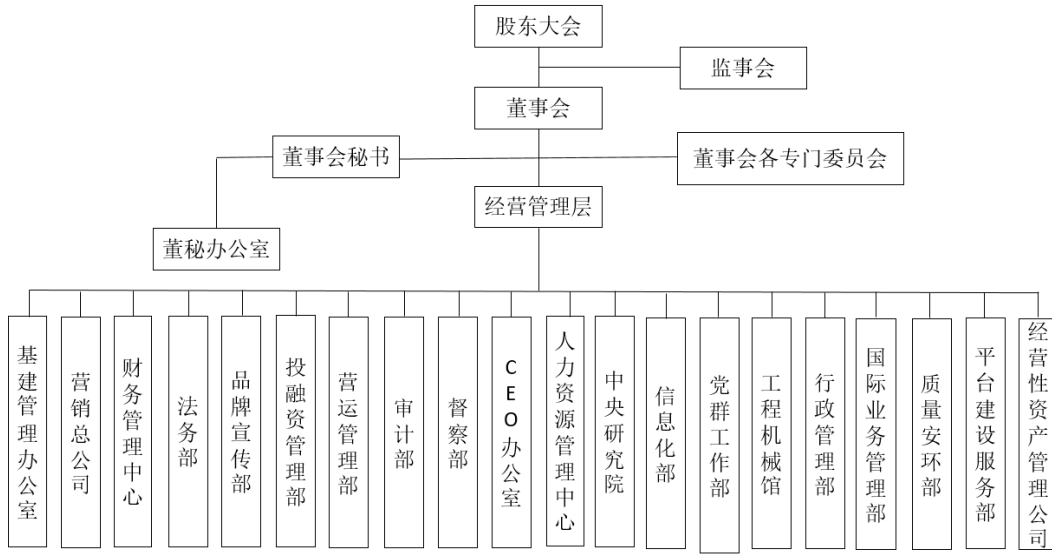 股东大会
监事会
董事会
董事会秘书
董事会各专门委员会
经营管理层
董秘办公室
基建管理办公室
营销总公司
财务管理中心
法务部
品牌宣传部
投融资管理部
营运管理部
审计部
督察部
CEO办公室
人力资源管理中心
中央研究院
信息化部
党群工作部
工程机械馆
行政管理部
国际业务管理部
质量安环部
平台建设服务部
经营性资产管理公司